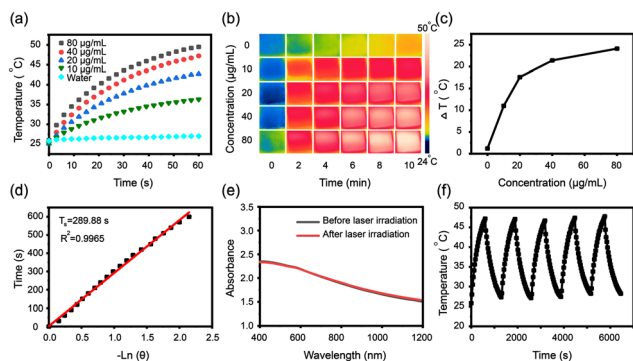 (a)
80 μg/mL
40 μg/mL
20 μg/mL
10 μg/mL
Water
Temperature (°C)
50
45
40
35
30
25
20
0 10 20 30 40 50 60
Time (s)
(b)
Concentration (μg/mL)
0
10
20
40
80
0 2 4 6 8 10
Time (min)
50°C
24°C
(c)
ΔT (°C)
25
20
15
10
5
0
0 20 40 60 80
Concentration (μg/mL)
(d)
Ts=289.88 s
R²=0.9965
Time (s)
600
500
400
300
200
100
0
0.0 0.5 1.0 1.5 2.0 2.5
-Ln (θ)
(e)
Before laser irradiation
After laser irradiation
Absorbance
3.5
3.0
2.5
2.0
1.5
1.0
400 600 800 1000 1200
Wavelength (nm)
(f)
Temperature (°C)
50
45
40
35
30
25
20
0 2000 4000 6000
Time (s)